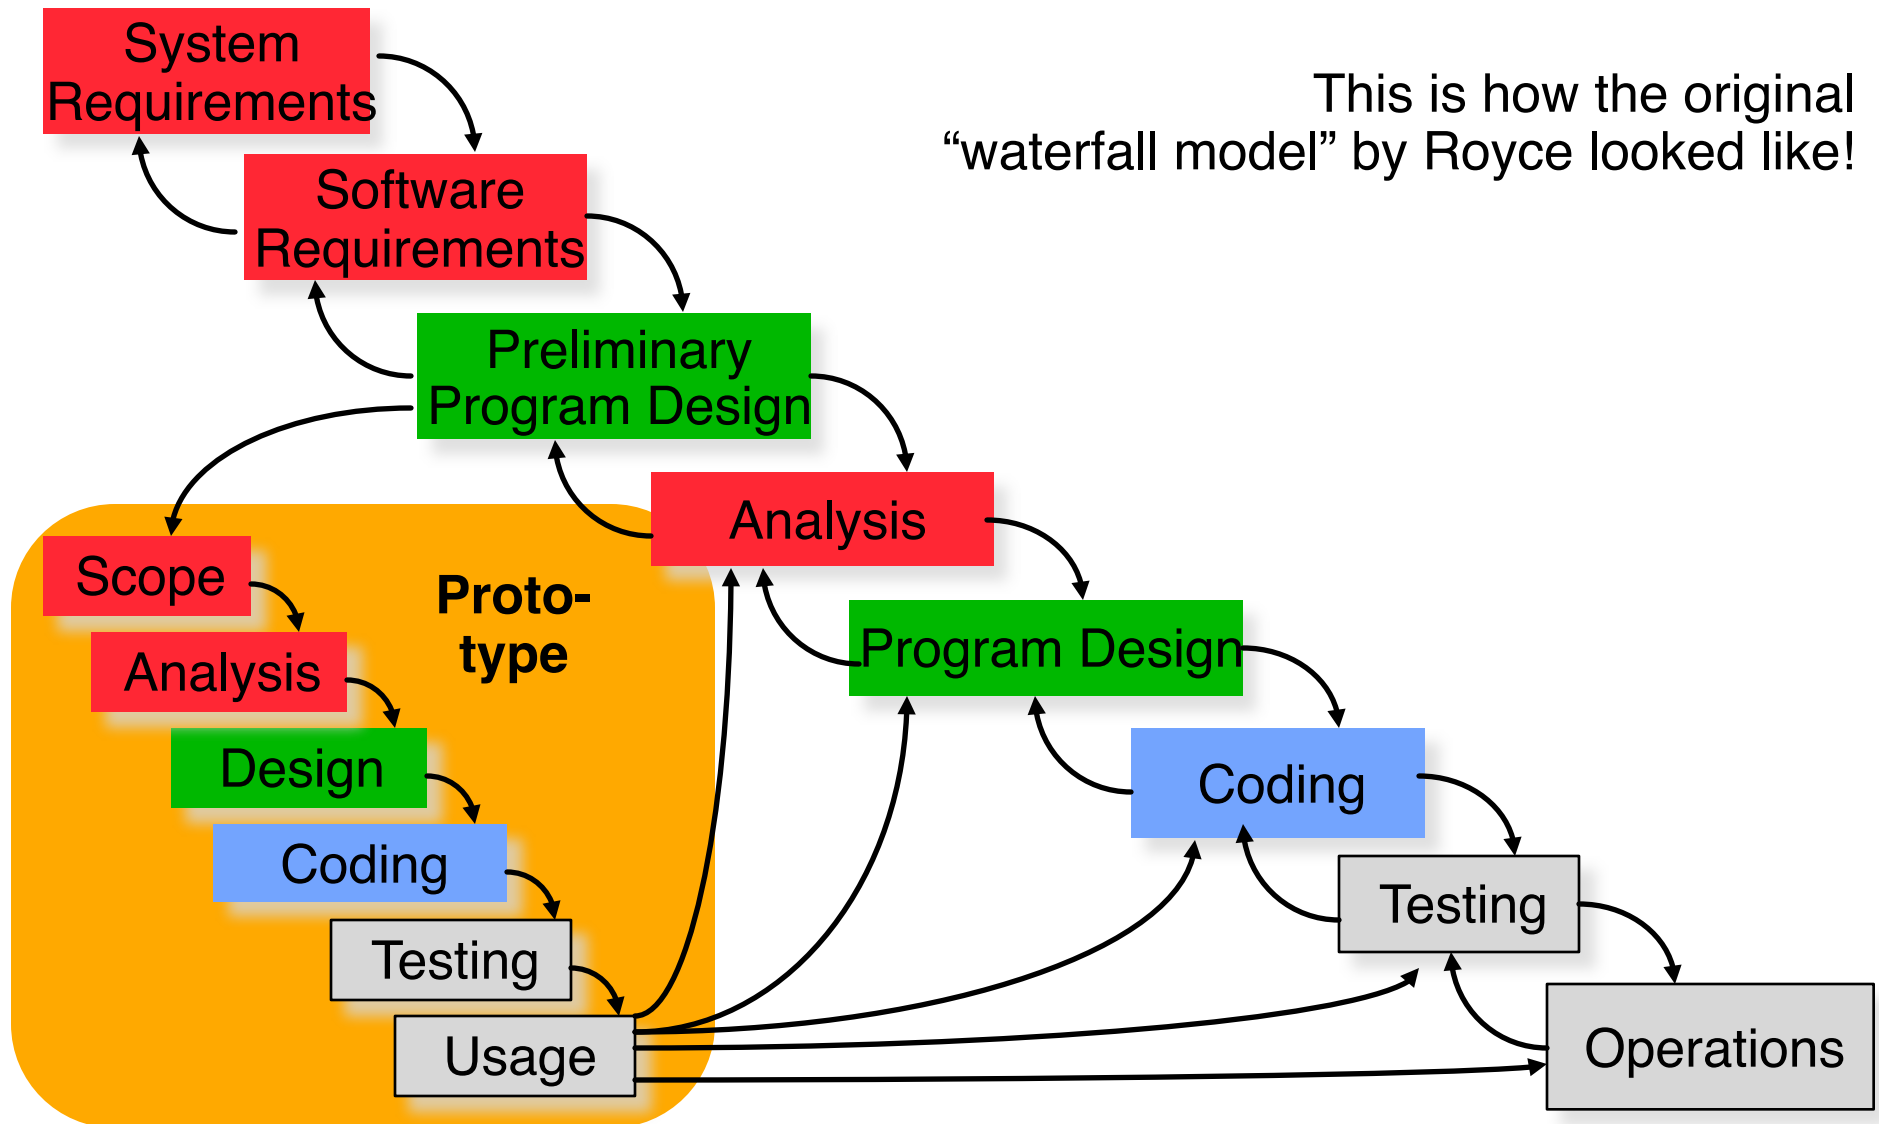 System
Requirements
This is how the original
“waterfall model” by Royce looked like!
Software
Requirements
Preliminary
Program Design
Analysis
Scope
Proto-
type
Program Design
Analysis
Design
Coding
Coding
Testing
Testing
Usage
Operations